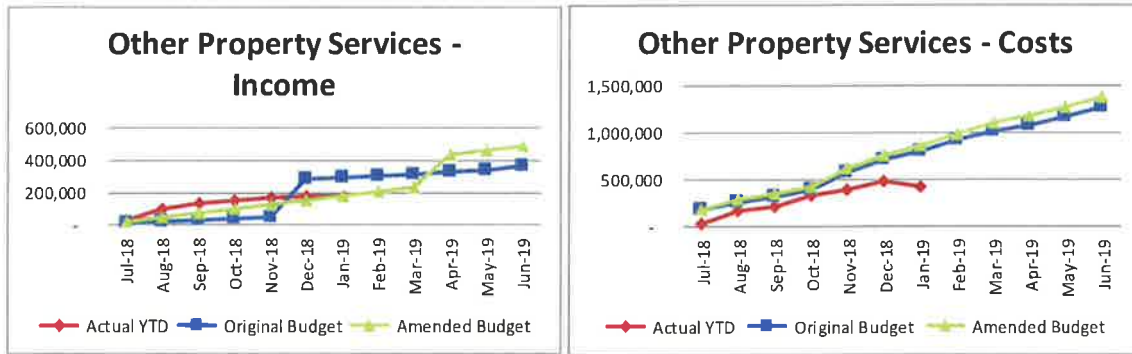 Other Property Services -
Income
600,000
400,000
200,000
-
Jul-18
Aug-18
Sep-18
Oct-18
Nov-18
Dec-18
Jan-19
Feb-19
Mar-19
Apr-19
May-19
Jun-19
Actual YTD Original Budget Amended Budget
Other Property Services - Costs
1,500,000
1,000,000
500,000
-
Jul-18
Aug-18
Sep-18
Oct-18
Nov-18
Dec-18
Jan-19
Feb-19
Mar-19
Apr-19
May-19
Jun-19
Actual YTD Original Budget Amended Budget